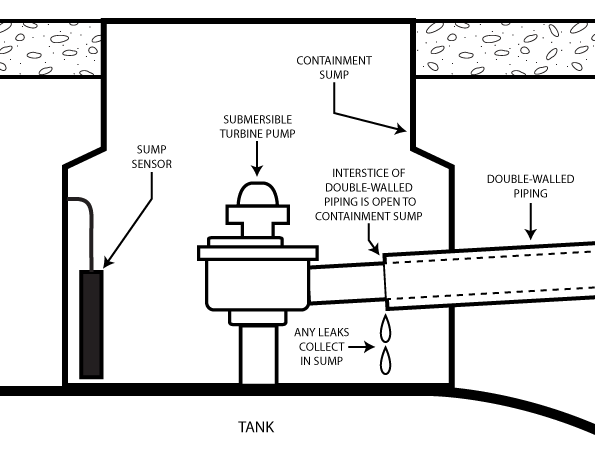 CONTAINMENT
SUMP
SUBMERSIBLE
TURBINE PUMP
SUMP
SENSOR
INTERSTICE OF
DOUBLE-WALLED
PIPING IS OPEN TO
CONTAINMENT SUMP
DOUBLE-WALLED
PIPING
ANY LEAKS
COLLECT
IN SUMP
TANK